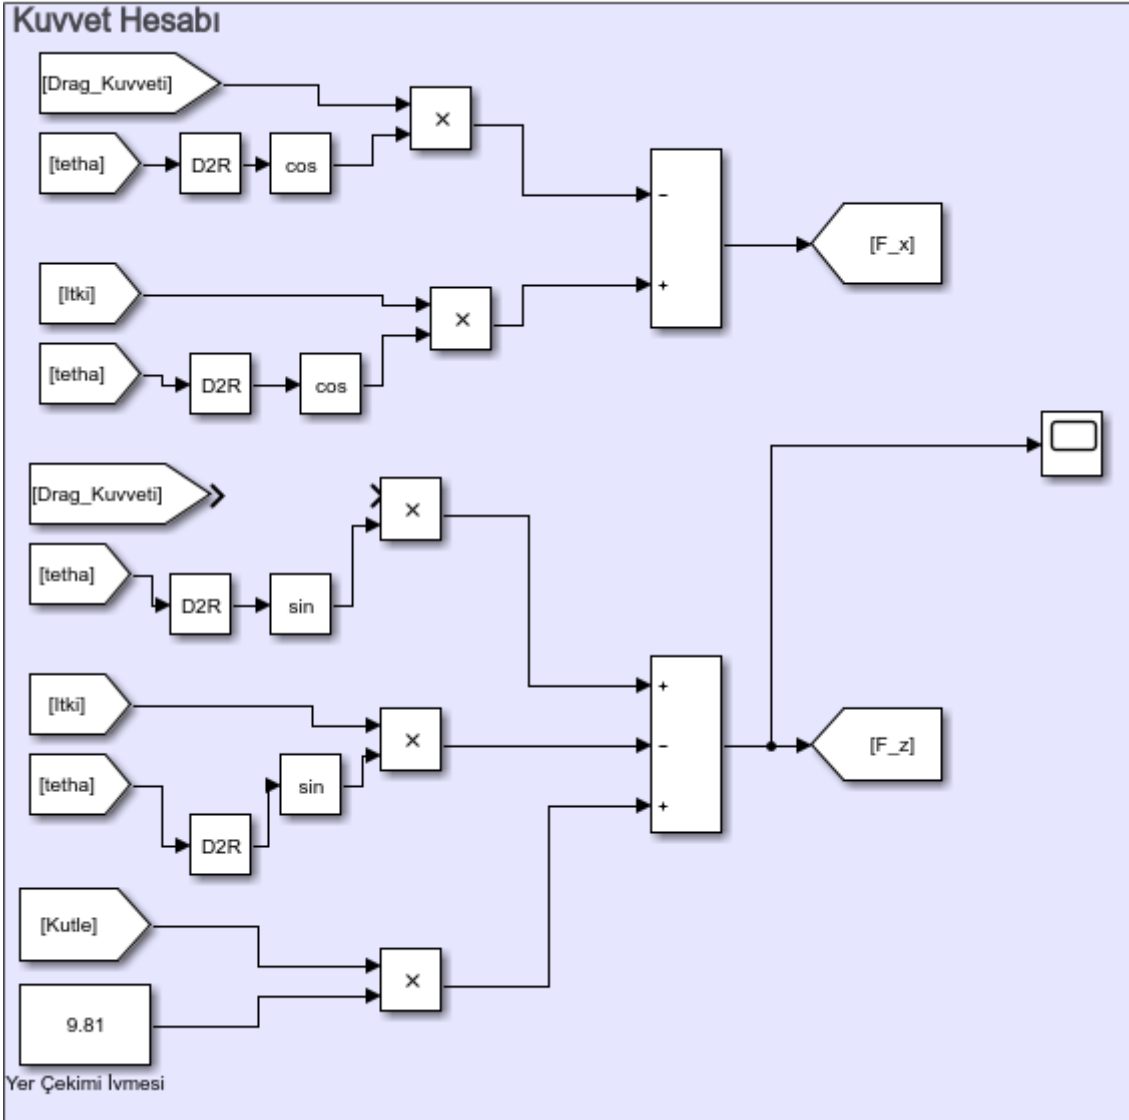 Kuvvet Hesabı
[Drag_Kuvveti]
×
[tetha]
D2R
cos
−
[F_x]
+
[Itki]
×
[tetha]
D2R
cos
[Drag_Kuvveti]
×
[tetha]
D2R
sin
+
[Itki]
×
−
[F_z]
[tetha]
sin
D2R
+
[Kutle]
×
9.81
Yer Çekimi İvmesi